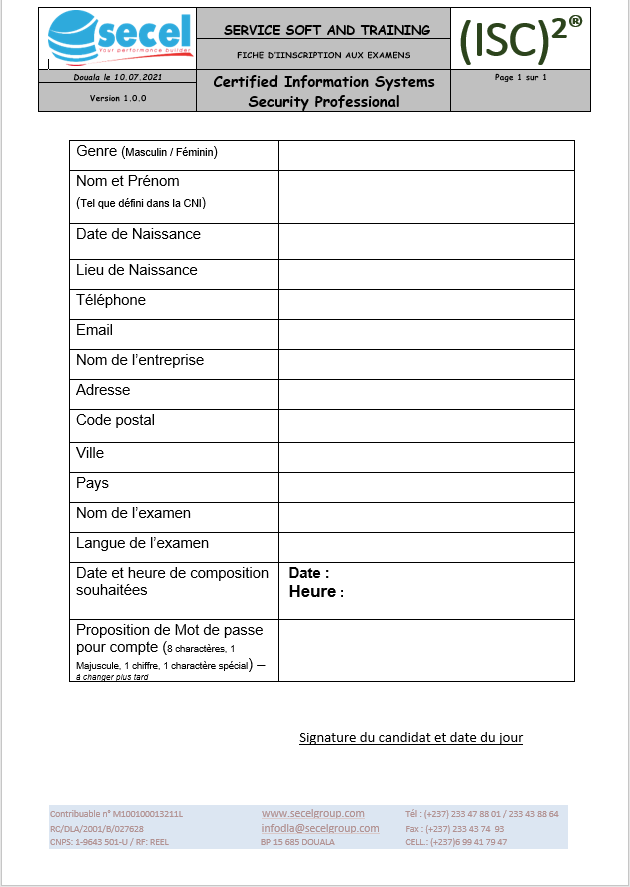 secel
Your performance builder
SERVICE SOFT AND TRAINING
FICHE D'IINSCRIPTION AUX EXAMENS
(ISC)²®
Douala le 10.07.2021
Version 1.0.0
Certified Information Systems
Security Professional
Page 1 sur 1
Genre (Masculin / Féminin)
Nom et Prénom
(Tel que défini dans la CNI)
Date de Naissance
Lieu de Naissance
Téléphone
Email
Nom de l'entreprise
Adresse
Code postal
Ville
Pays
Nom de l'examen
Langue de l'examen
Date et heure de composition
souhaitées
Date :
Heure :
Proposition de Mot de passe
pour compte (8 charactères, 1
Majuscule, 1 chiffre, 1 charactère spécial) –
à changer plus tard
Signature du candidat et date du jour
Contribuable n° M100100013211L www.secelgroup.com Tél : (+237) 233 47 88 01 / 233 43 88 64
RC/DLA/2001/B/027628 infodla@secelgroup.com Fax : (+237) 233 43 74 93
CNPS: 1-9643 501-U / RF: REEL BP 15 685 DOUALA CELL.: (+237)6 99 41 79 47